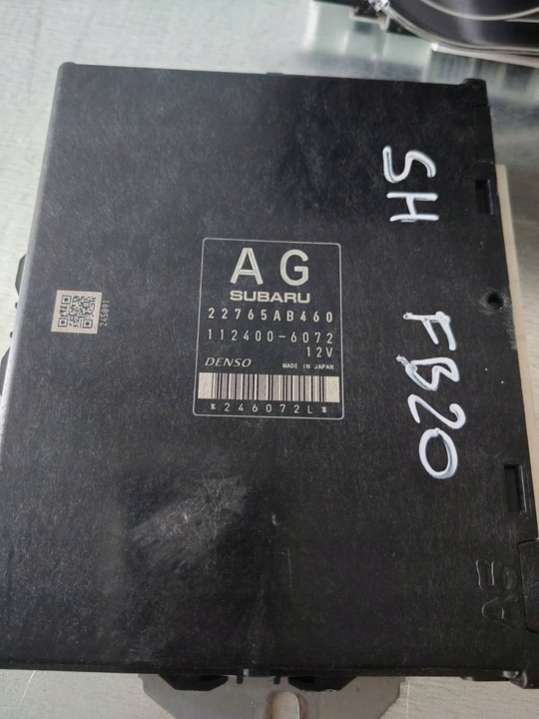 AG
SUBARU
22765AB460
112400-6072
12V
DENSO MADE IN JAPAN
*246072L*
SH FB20